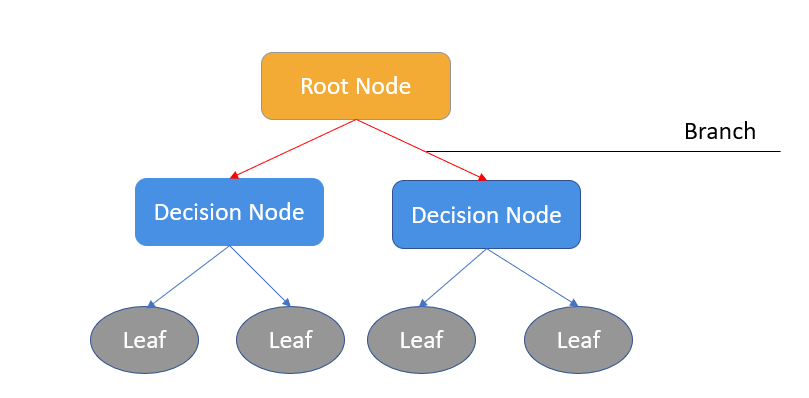 Root Node
Branch
Decision Node
Decision Node
Leaf
Leaf
Leaf
Leaf